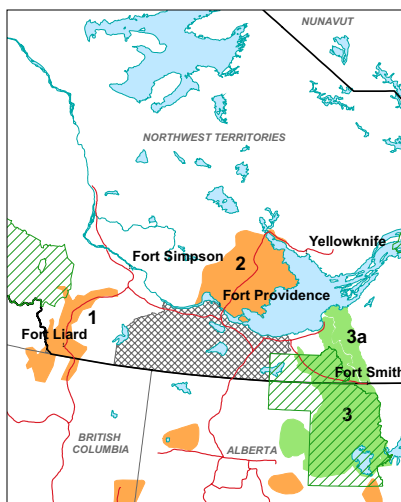 NUNAVUT
NORTHWEST TERRITORIES
Yellowknife
Fort Simpson
2
Fort Providence
1
Fort Liard
3a
Fort Smith
3
BRITISH
COLUMBIA
ALBERTA